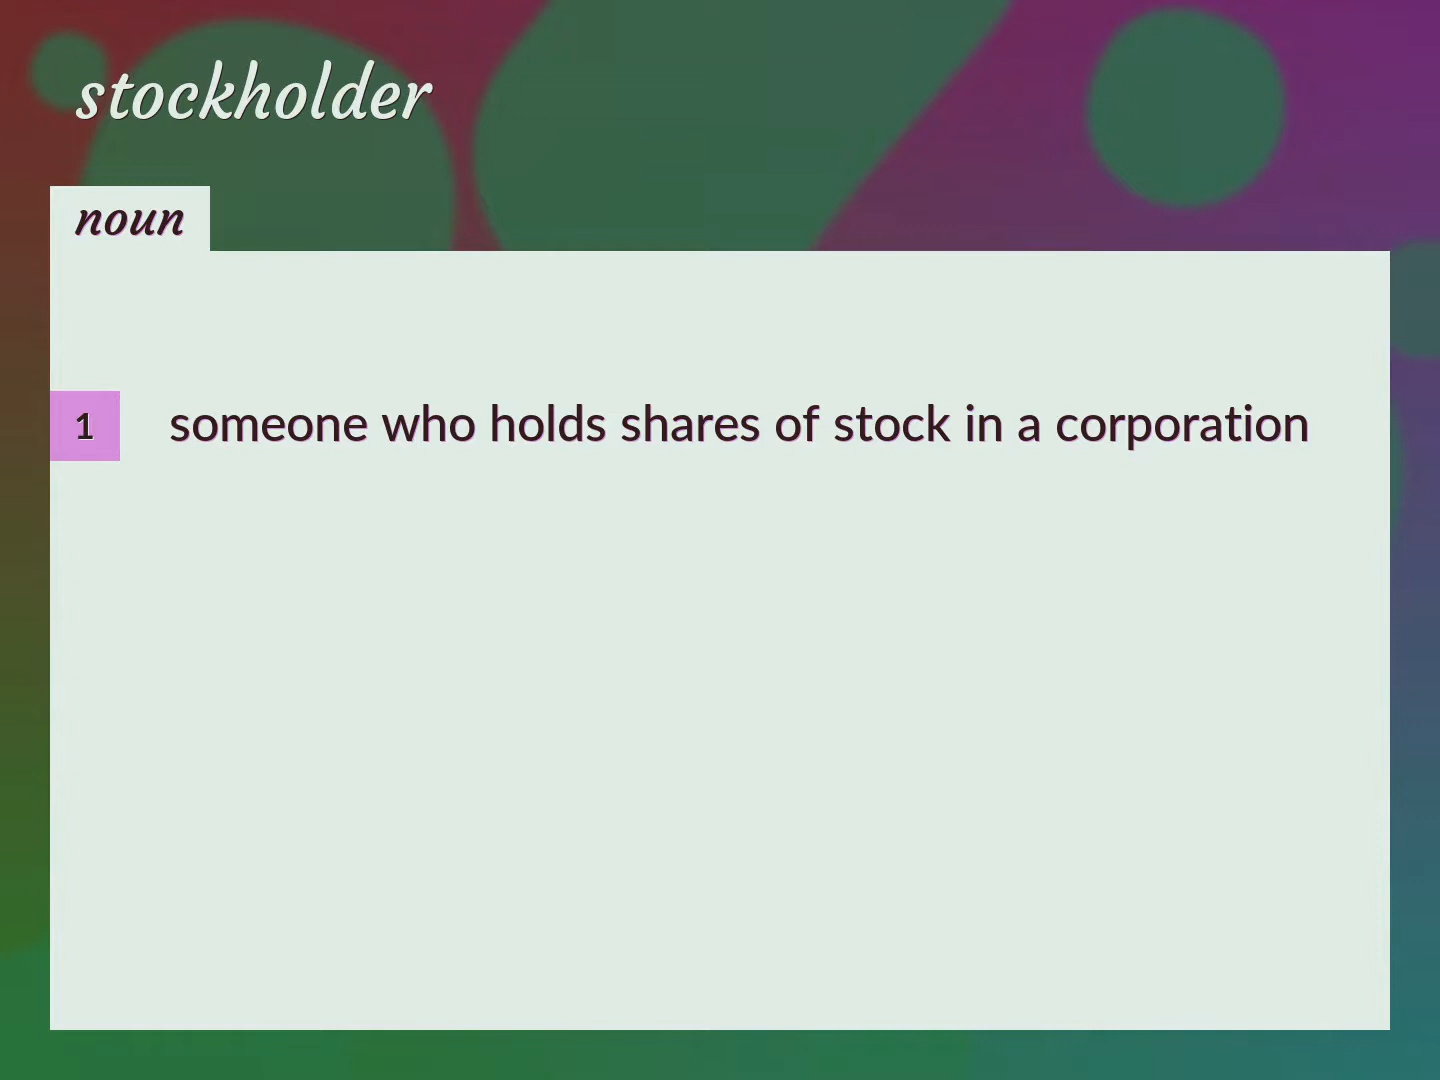 stockholder
noun
1 someone who holds shares of stock in a corporation